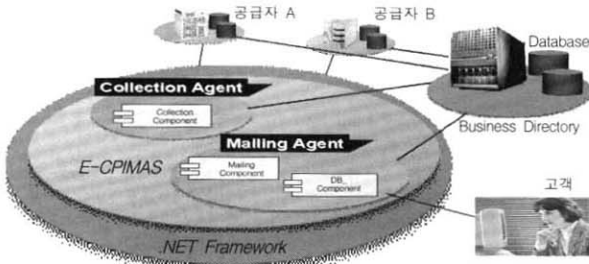 공급자 A
공급자 B
Database
Collection Agent
Collection
Component
Business Directory
Mailing Agent
E-CPIMAS
Mailing
Component
DB_
Component
고객
.NET Framework